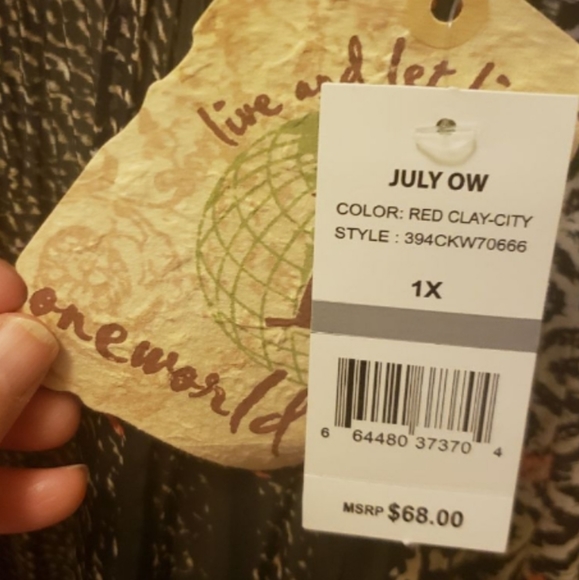 live and let li
oneworld
JULY OW
COLOR: RED CLAY-CITY
STYLE : 394CKW70666
1X
6 64480 37370 4
MSRP $68.00